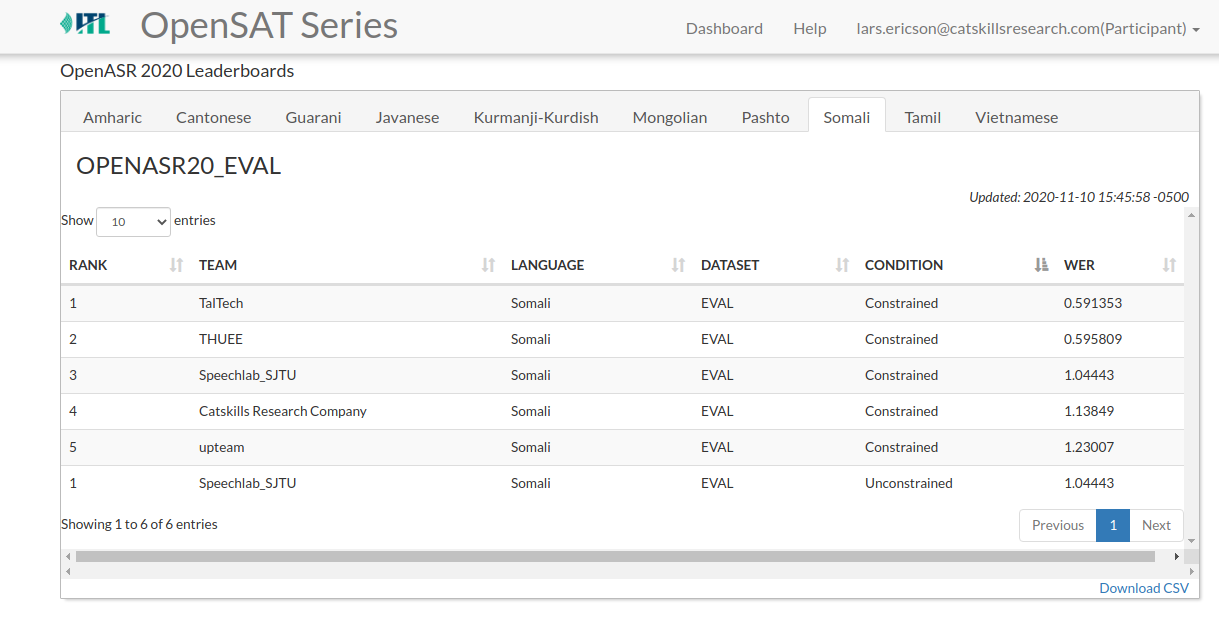 ITL OpenSAT Series Dashboard Help lars.ericson@catskillsresearch.com(Participant)
OpenASR 2020 Leaderboards
Amharic Cantonese Guarani Javanese Kurmanji-Kurdish Mongolian Pashto Somali Tamil Vietnamese
OPENASR20_EVAL
Updated: 2020-11-10 15:45:58 -0500
Show 10 entries
RANK TEAM LANGUAGE DATASET CONDITION WER
1 TalTech Somali EVAL Constrained 0.591353
2 THUEE Somali EVAL Constrained 0.595809
3 Speechlab_SJTU Somali EVAL Constrained 1.04443
4 Catskills Research Company Somali EVAL Constrained 1.13849
5 upteam Somali EVAL Constrained 1.23007
1 Speechlab_SJTU Somali EVAL Unconstrained 1.04443
Showing 1 to 6 of 6 entries Previous 1 Next
Download CSV